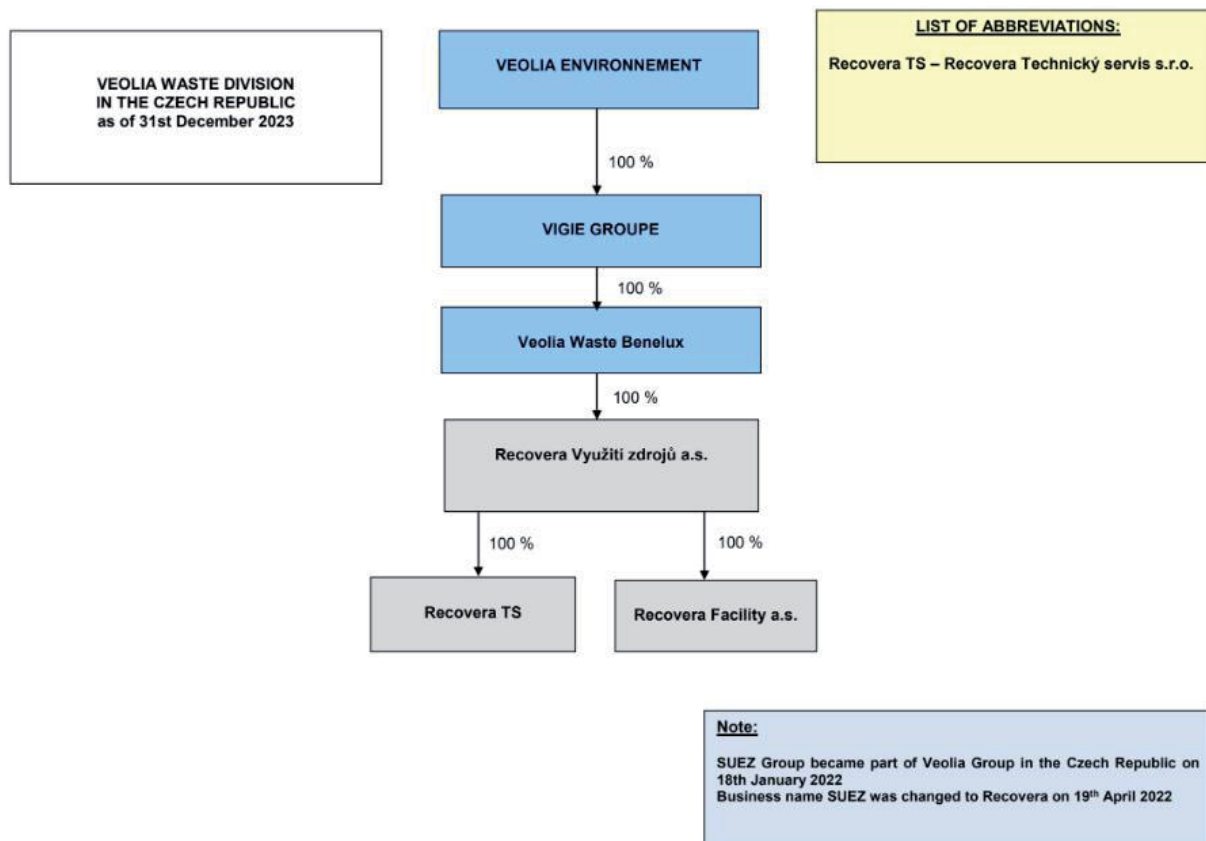 VEOLIA WASTE DIVISION
IN THE CZECH REPUBLIC
as of 31st December 2023
VEOLIA ENVIRONNEMENT
LIST OF ABBREVIATIONS:
Recovera TS – Recovera Technický servis s.r.o.
100 %
VIGIE GROUPE
100 %
Veolia Waste Benelux
100 %
Recovera Využití zdrojů a.s.
100 %
100 %
Recovera TS
Recovera Facility a.s.
Note:
SUEZ Group became part of Veolia Group in the Czech Republic on
18th January 2022
Business name SUEZ was changed to Recovera on 19th April 2022